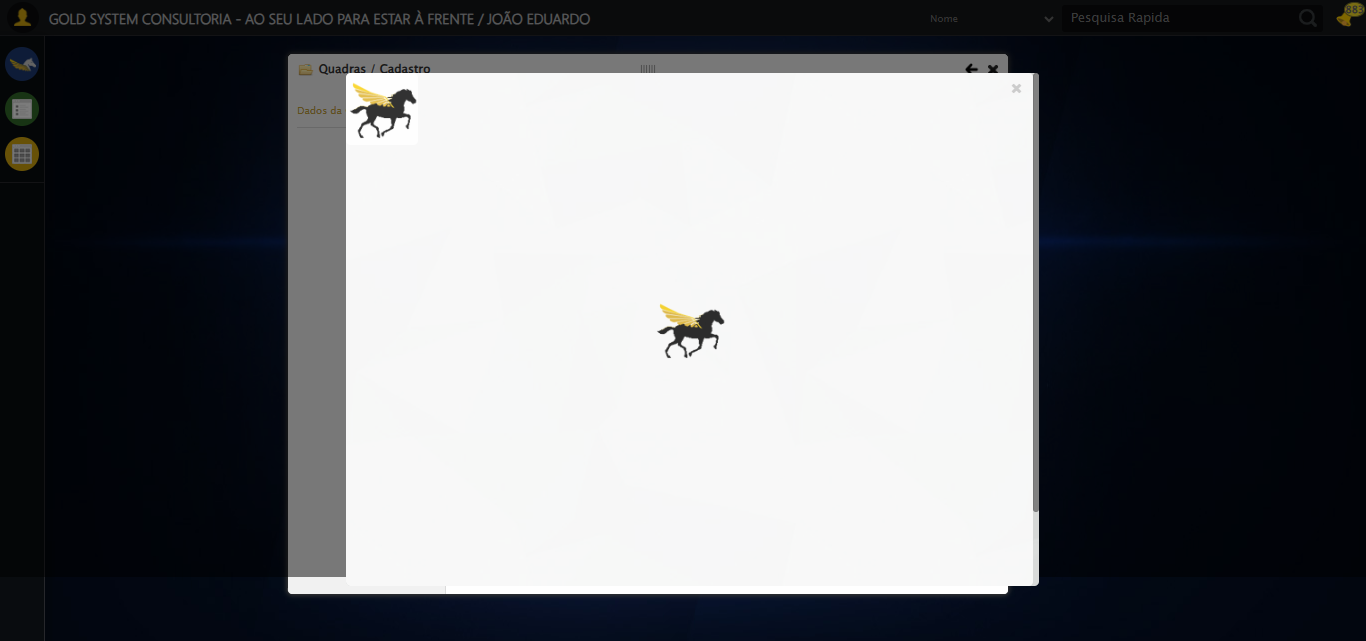 GOLD SYSTEM CONSULTORIA - AO SEU LADO PARA ESTAR À FRENTE / JOÃO EDUARDO
Nome
Pesquisa Rapida
883
Quadras / Cadastro
Dados da